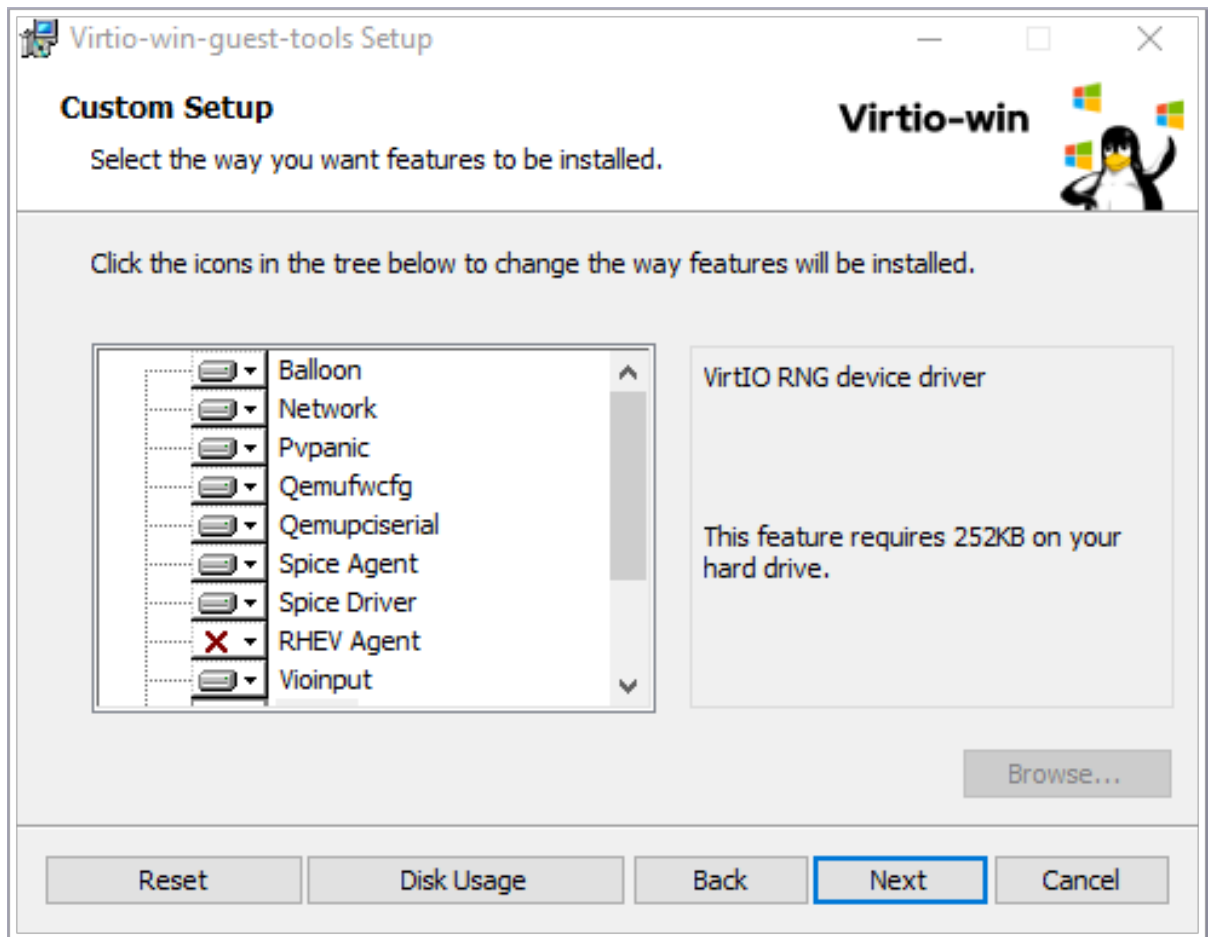 Virtio-win-guest-tools Setup
Custom Setup
Virtio-win
Select the way you want features to be installed.
Click the icons in the tree below to change the way features will be installed.
Balloon
Network
Pvpanic
Qemufwcfg
Qemupciserial
Spice Agent
Spice Driver
RHEV Agent
Vioinput
VirtIO RNG device driver
This feature requires 252KB on your
hard drive.
Browse...
Reset
Disk Usage
Back
Next
Cancel